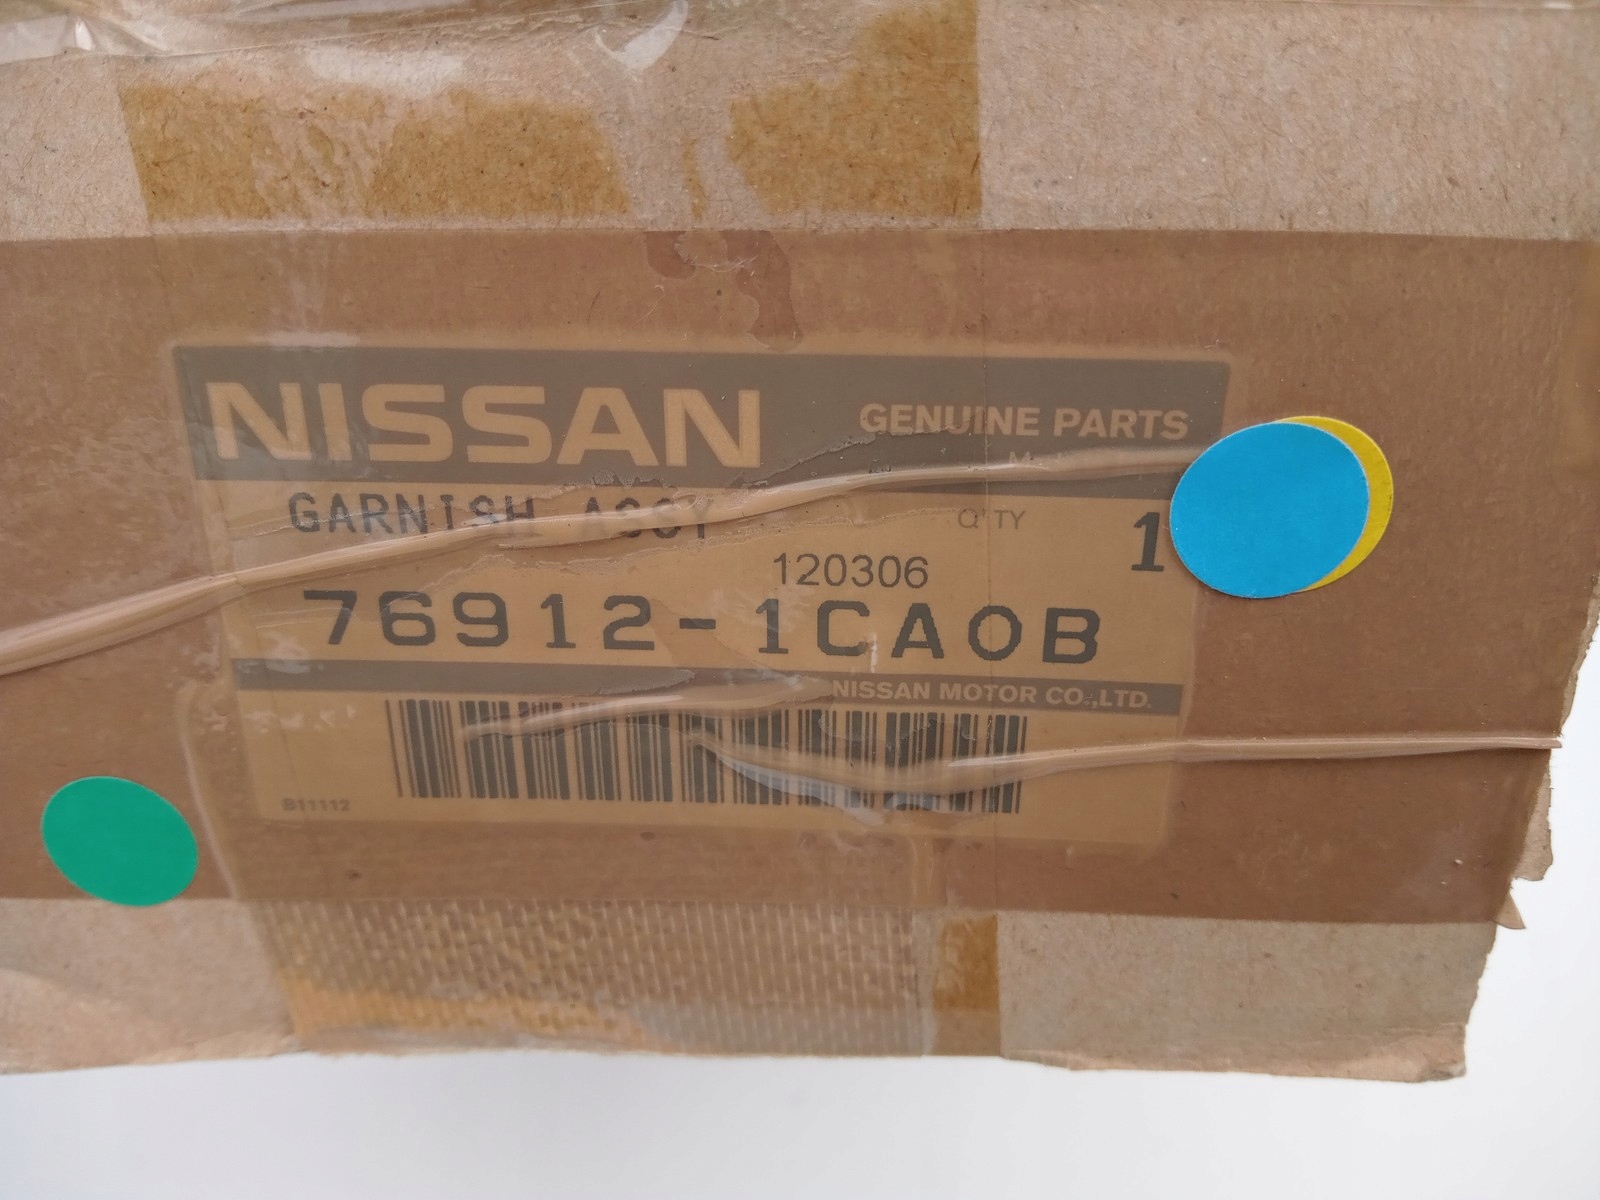 NISSAN
GENUINE PARTS
GARNISH ASSY
Q'TY 1
120306
76912-1CA0B
NISSAN MOTOR CO.,LTD.
B11112